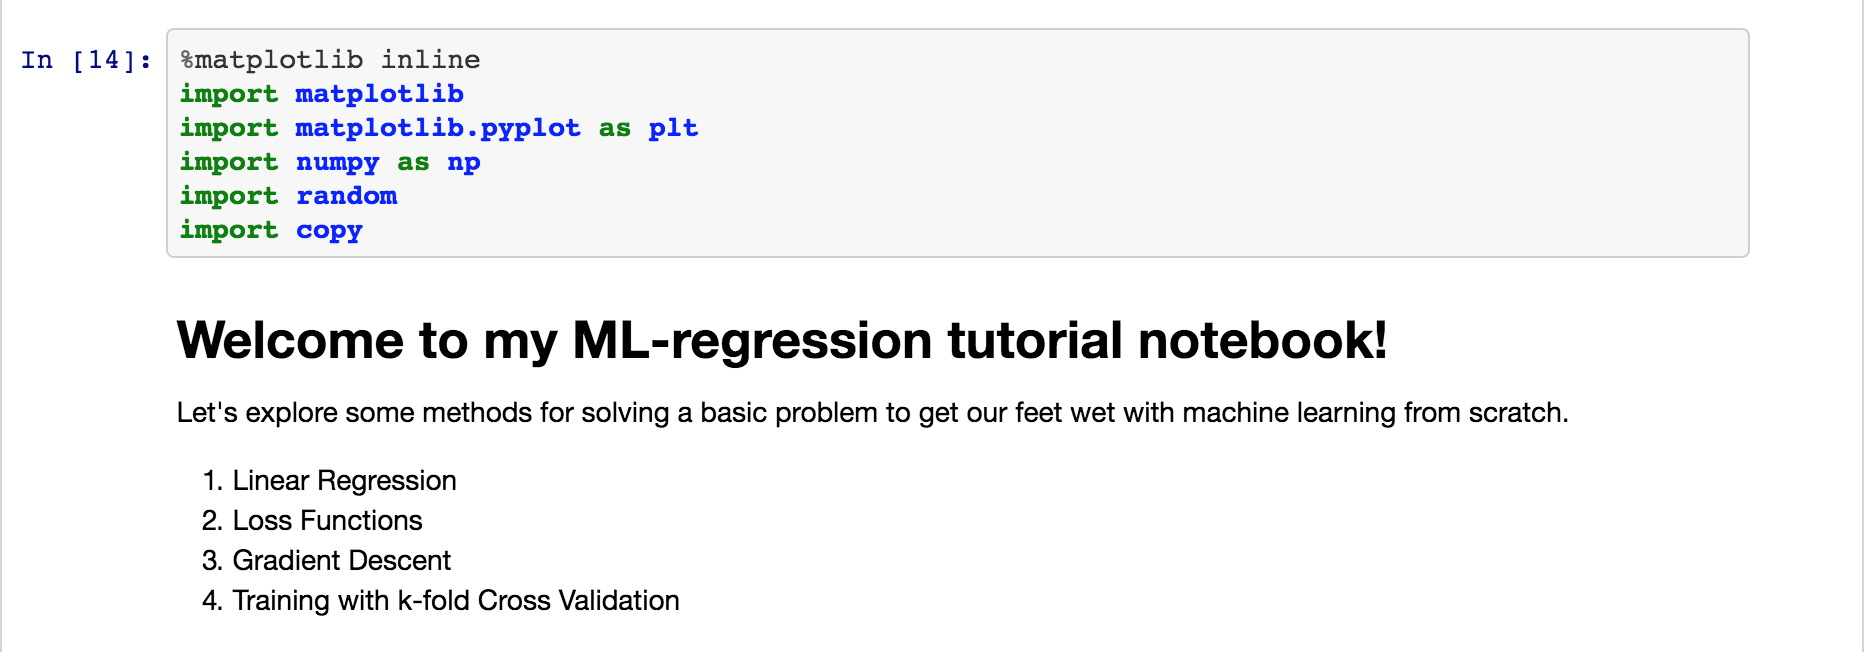 In [14]:
%matplotlib inline
import matplotlib
import matplotlib.pyplot as plt
import numpy as np
import random
import copy
Welcome to my ML-regression tutorial notebook!
Let's explore some methods for solving a basic problem to get our feet wet with machine learning from scratch.
1. Linear Regression
2. Loss Functions
3. Gradient Descent
4. Training with k-fold Cross Validation